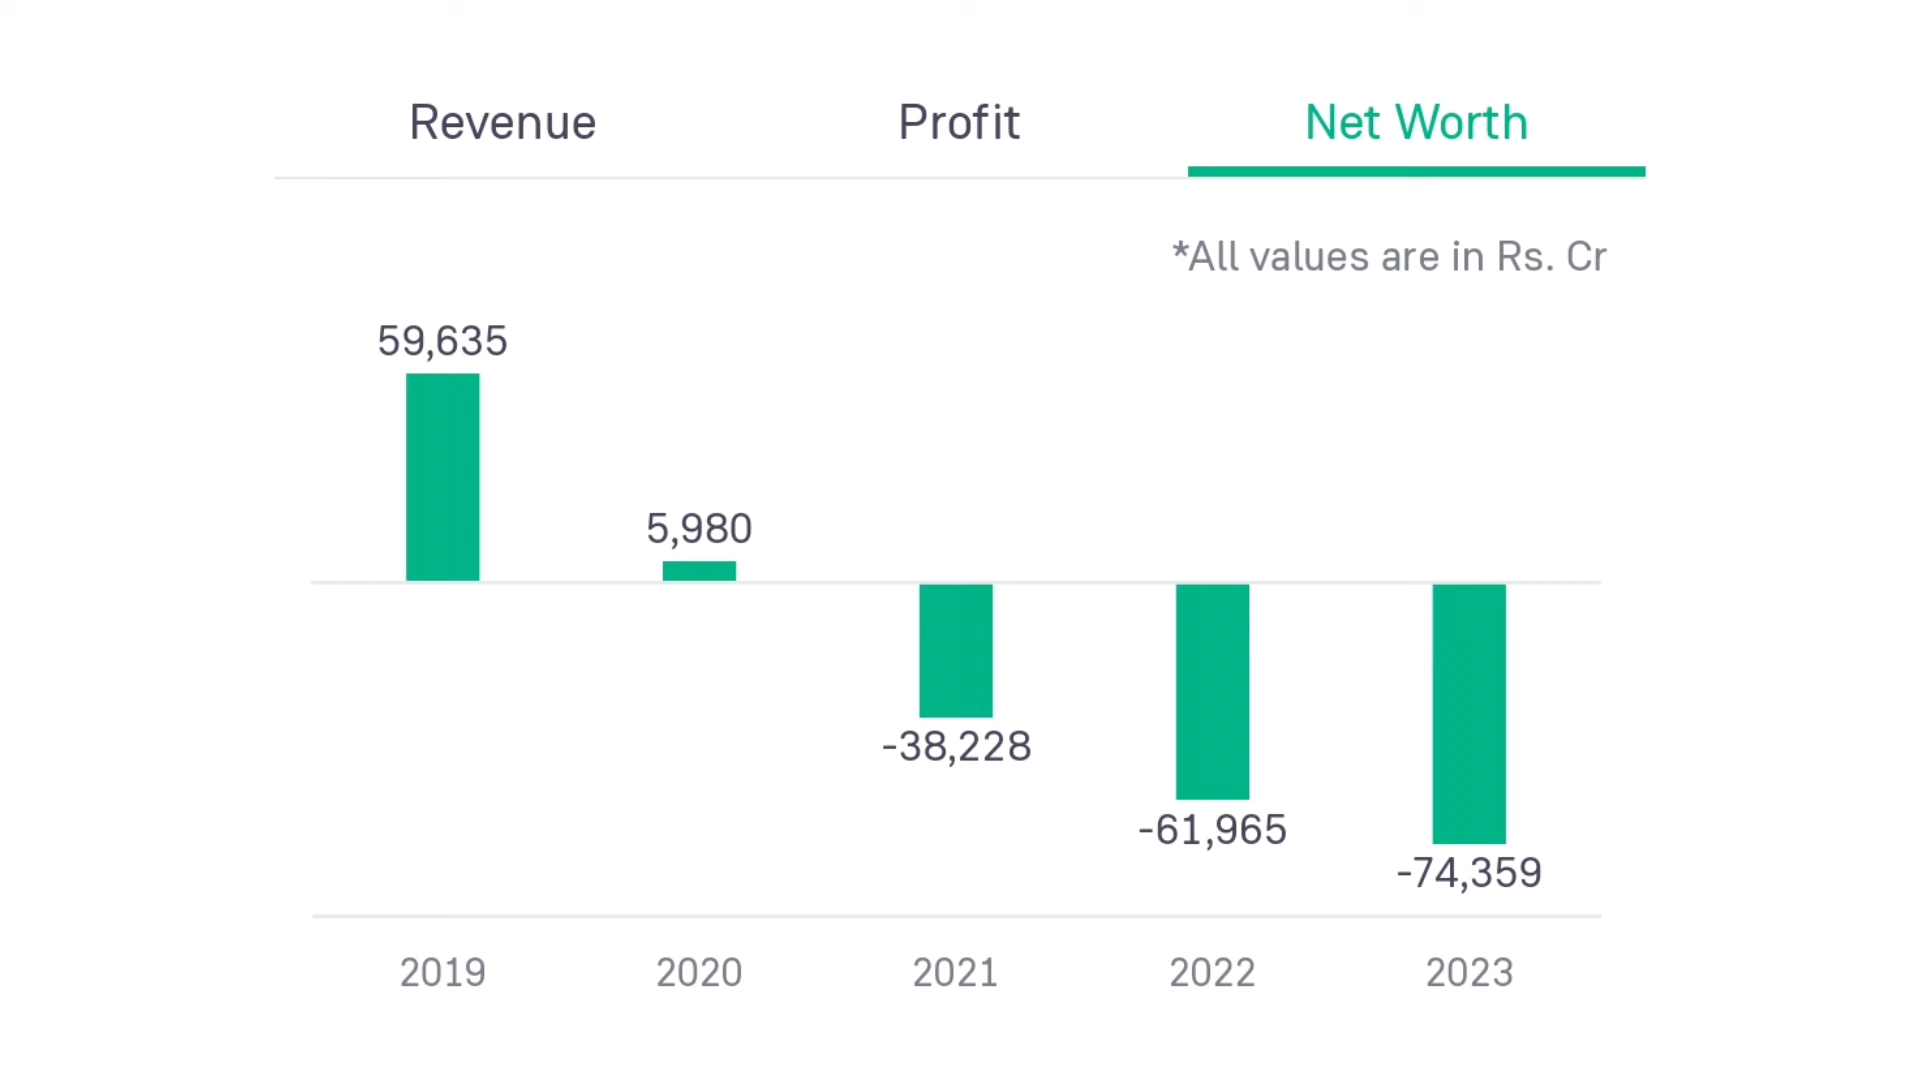 Revenue Profit Net Worth
*All values are in Rs. Cr
59,635
5,980
-38,228
-61,965
-74,359
2019 2020 2021 2022 2023